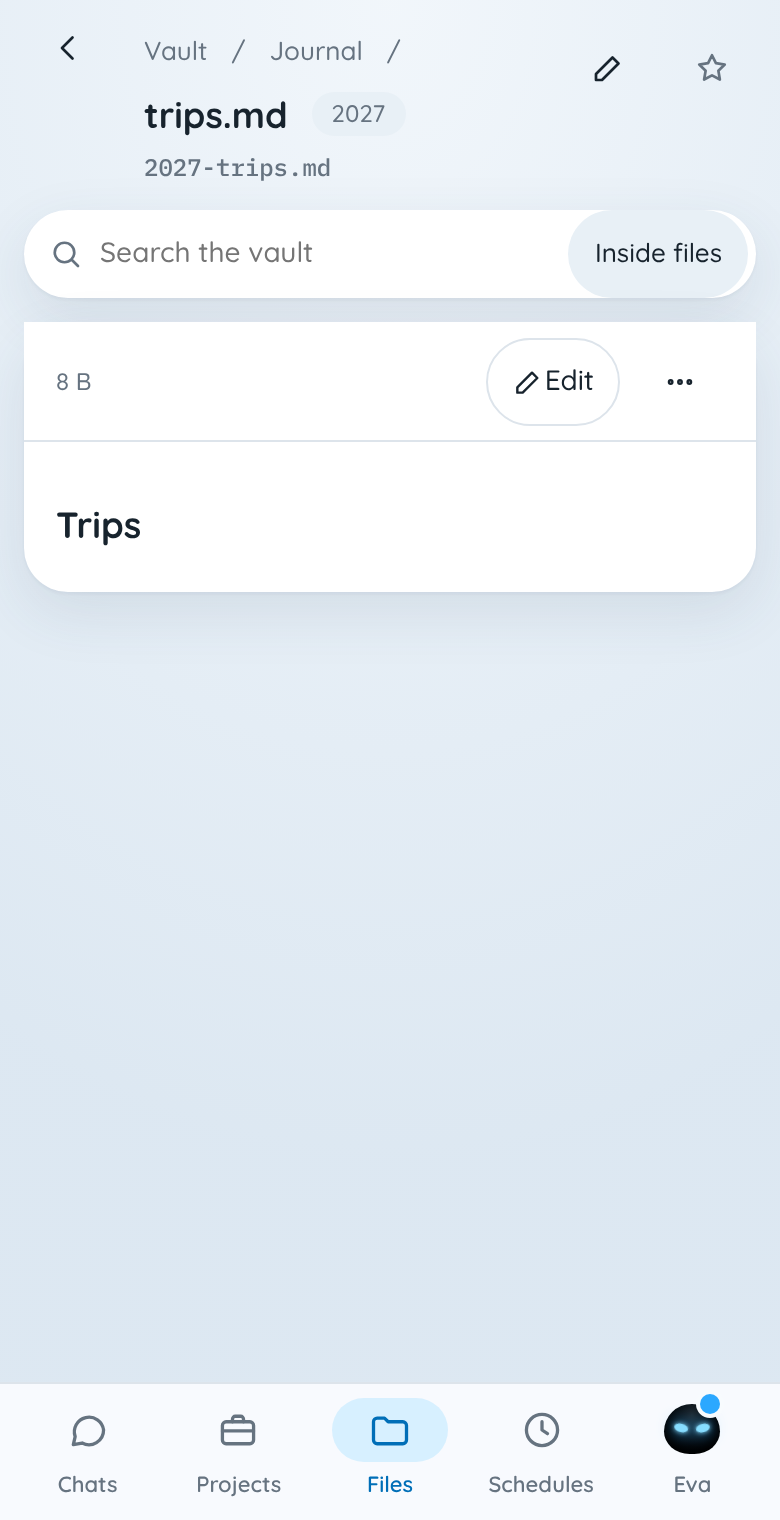 Vault / Journal /
trips.md 2027
2027-trips.md
Search the vault Inside files
8 B Edit
Trips
Chats Projects Files Schedules Eva